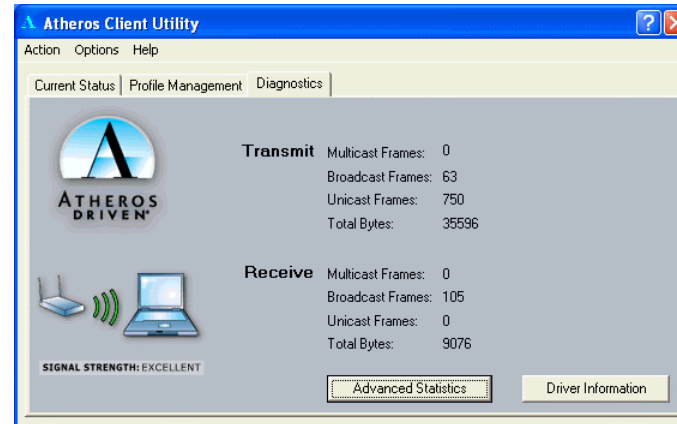 Atheros Client Utility
Action Options Help
Current Status Profile Management Diagnostics
ATHEROS
DRIVEN
Transmit
Multicast Frames: 0
Broadcast Frames: 63
Unicast Frames: 750
Total Bytes: 35596
Receive
Multicast Frames: 0
Broadcast Frames: 105
Unicast Frames: 0
Total Bytes: 9076
SIGNAL STRENGTH: EXCELLENT
Advanced Statistics Driver Information